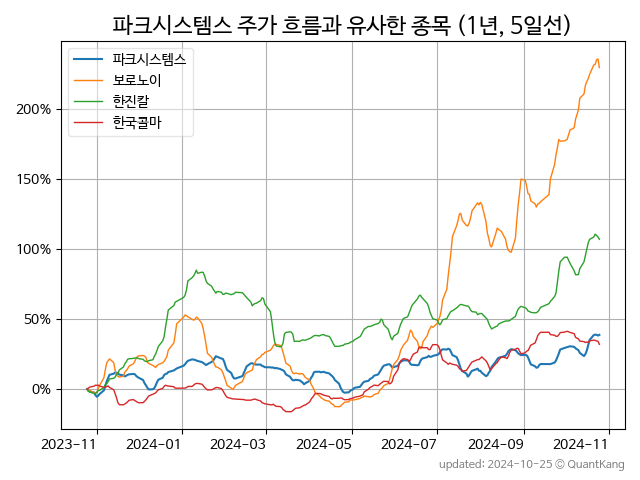 파크시스템스 주가 흐름과 유사한 종목 (1년, 5일선)
파크시스템스
보로노이
한진칼
한국콜마
200%
150%
100%
50%
0%
2023-11 2024-01 2024-03 2024-05 2024-07 2024-09 2024-11
updated: 2024-10-25 © QuantKang